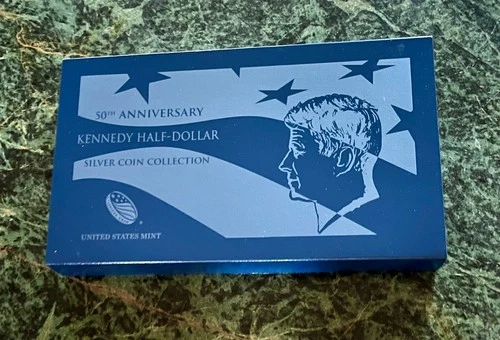 50TH ANNIVERSARY
KENNEDY HALF-DOLLAR
SILVER COIN COLLECTION
UNITED STATES MINT